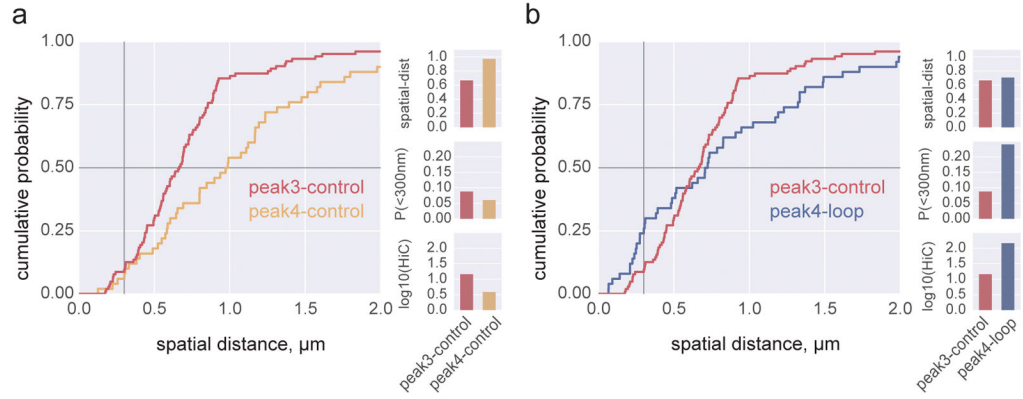 a
1.00
0.75
0.50
0.25
0.00
cumulative probability
0.0
0.5
1.0
1.5
2.0
spatial distance, µm
peak3-control
peak4-control
spatial-dist
1.0
0.8
0.6
0.4
0.2
0.0
P(<300nm)
0.20
0.15
0.10
0.05
0.00
log10(HiC)
2.0
1.5
1.0
0.5
0.0
peak3-control
peak4-control
b
1.00
0.75
0.50
0.25
0.00
cumulative probability
0.0
0.5
1.0
1.5
2.0
spatial distance, µm
peak3-control
peak4-loop
spatial-dist
1.0
0.8
0.6
0.4
0.2
0.0
P(<300nm)
0.20
0.15
0.10
0.05
0.00
log10(HiC)
2.0
1.5
1.0
0.5
0.0
peak3-control
peak4-loop